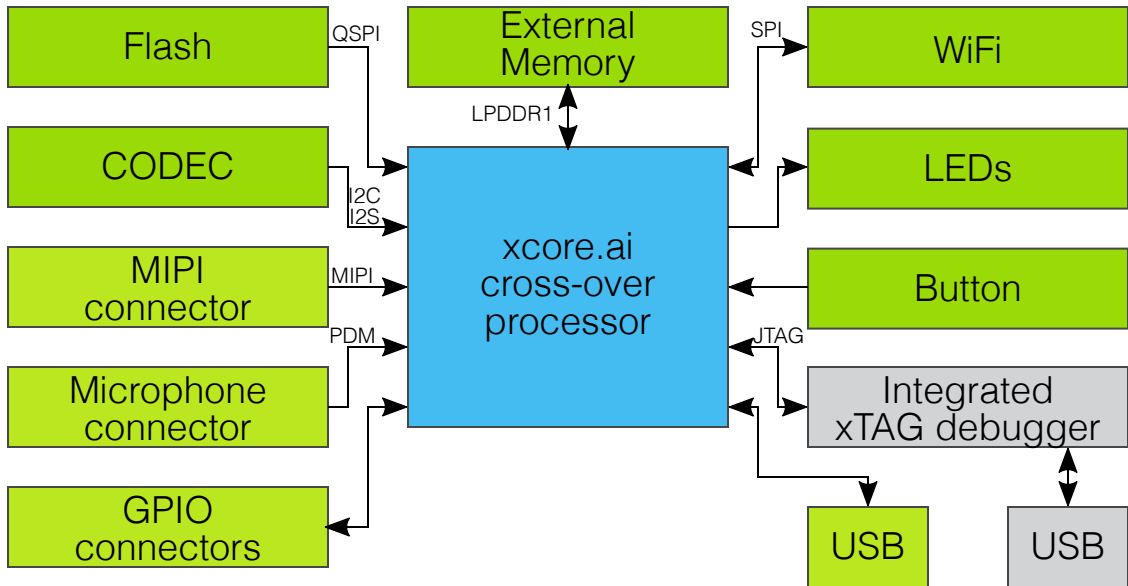 Flash
QSPI
External
Memory
SPI
WiFi
LPDDR1
CODEC
I2C
I2S
LEDs
xcore.ai
cross-over
processor
MIPI
connector
MIPI
Button
Microphone
connector
PDM
JTAG
Integrated
xTAG debugger
GPIO
connectors
USB
USB